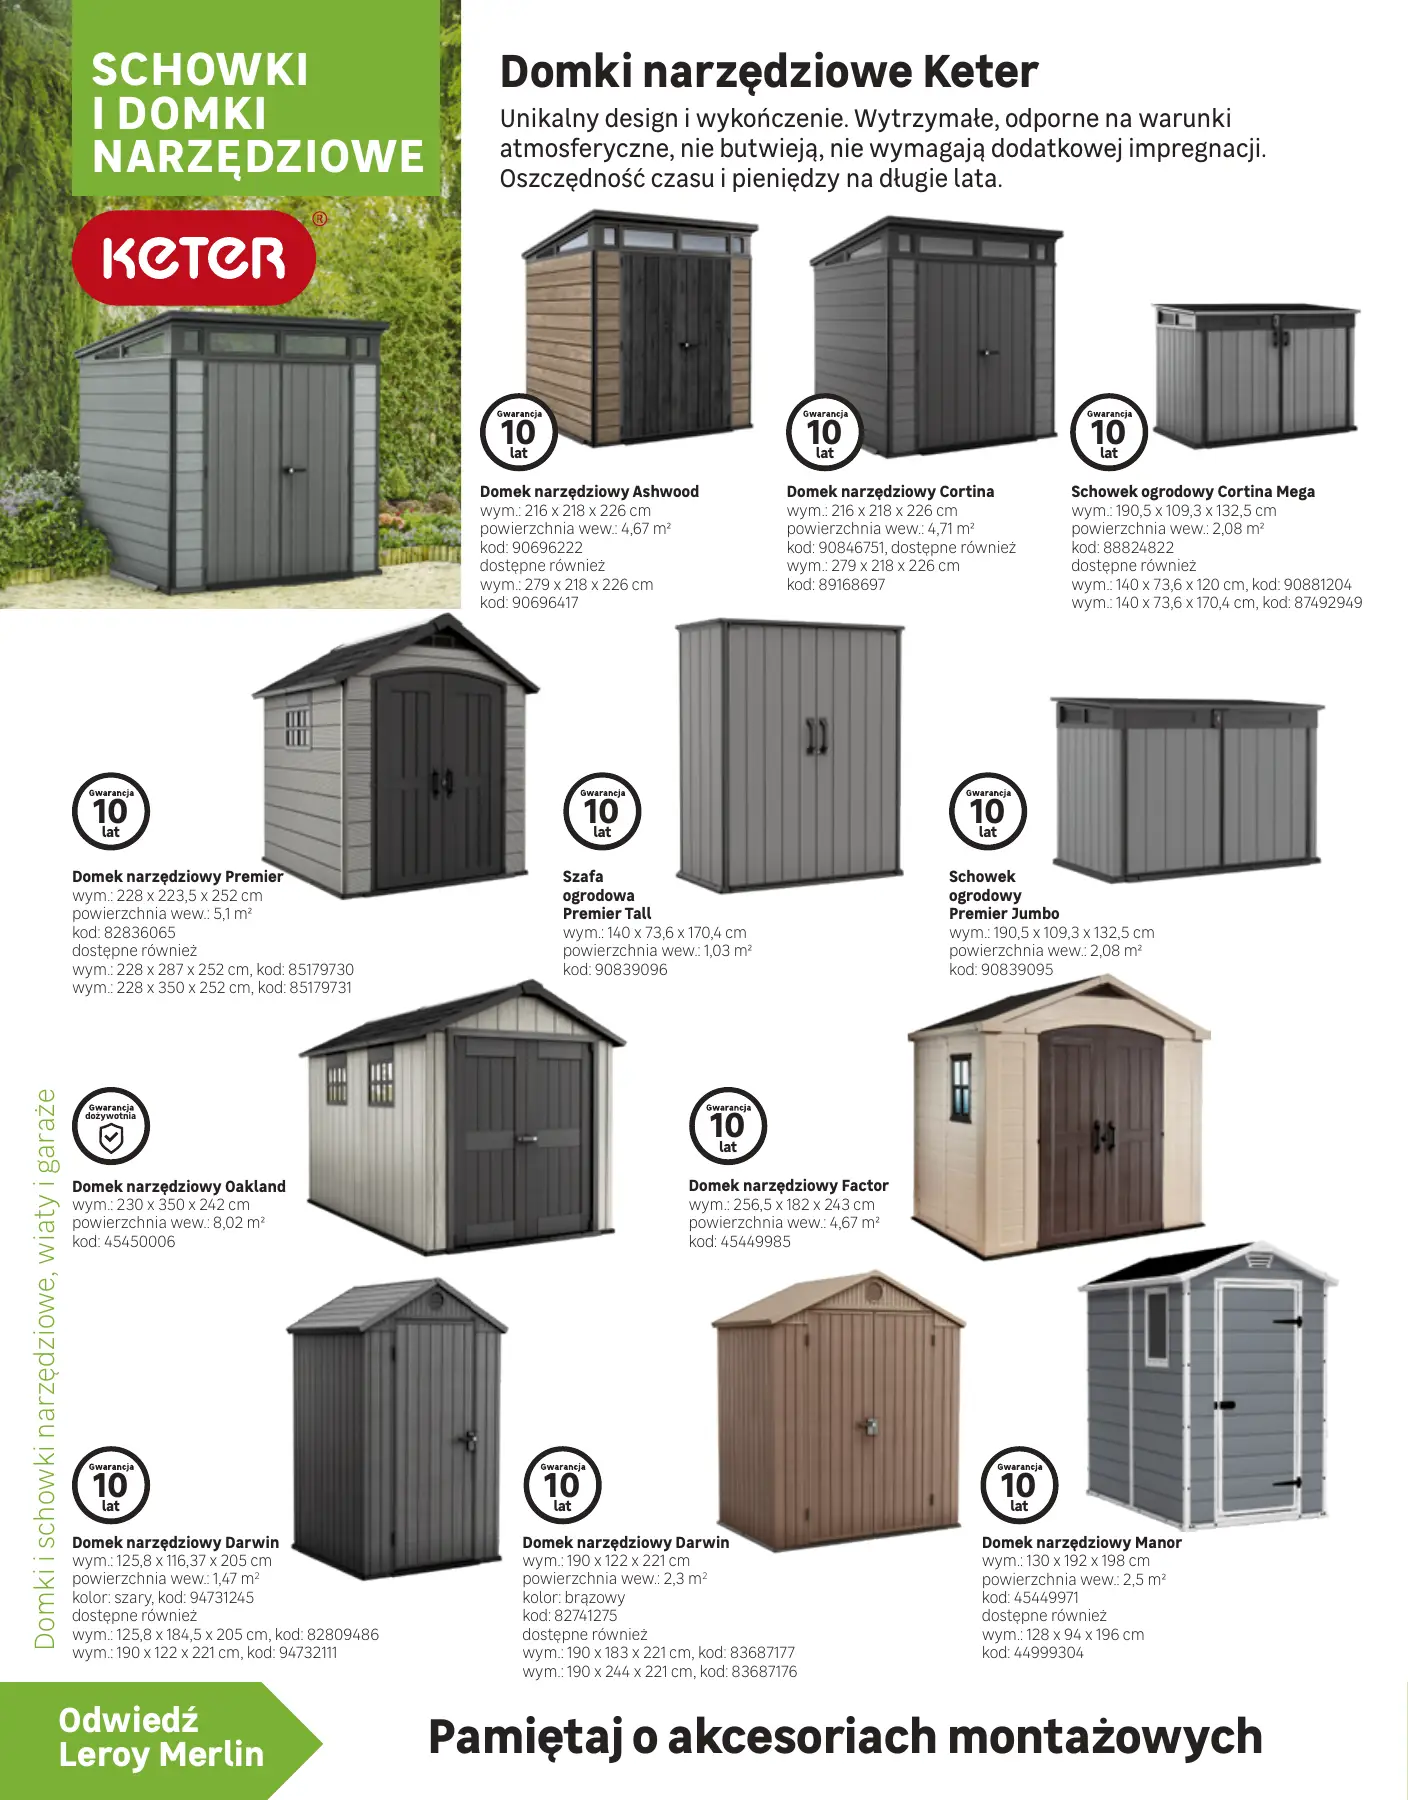 SCHOWKI
I DOMKI
NARZĘDZIOWE
KETER®
Domki narzędziowe Keter
Unikalny design i wykończenie. Wytrzymałe, odporne na warunki
atmosferyczne, nie butwieją, nie wymagają dodatkowej impregnacji.
Oszczędność czasu i pieniędzy na długie lata.
Gwarancja
10
lat
Domek narzędziowy Ashwood
wym.: 216 x 218 x 226 cm
powierzchnia wew.: 4,67 m²
kod: 90696222
dostępne również
wym.: 279 x 218 x 226 cm
kod: 90696417
Gwarancja
10
lat
Domek narzędziowy Cortina
wym.: 216 x 218 x 226 cm
powierzchnia wew.: 4,71 m²
kod: 90846751, dostępne również
wym.: 279 x 218 x 226 cm
kod: 89168697
Gwarancja
10
lat
Schowek ogrodowy Cortina Mega
wym.: 190,5 x 109,3 x 132,5 cm
powierzchnia wew.: 2,08 m²
kod: 88824822
dostępne również
wym.: 140 x 73,6 x 120 cm, kod: 90881204
wym.: 140 x 73,6 x 170,4 cm, kod: 87492949
Gwarancja
10
lat
Domek narzędziowy Premier
wym.: 228 x 223,5 x 252 cm
powierzchnia wew.: 5,1 m²
kod: 82836065
dostępne również
wym.: 228 x 287 x 252 cm, kod: 85179730
wym.: 228 x 350 x 252 cm, kod: 85179731
Gwarancja
10
lat
Szafa
ogrodowa
Premier Tall
wym.: 140 x 73,6 x 170,4 cm
powierzchnia wew.: 1,03 m²
kod: 90839096
Gwarancja
10
lat
Schowek
ogrodowy
Premier Jumbo
wym.: 190,5 x 109,3 x 132,5 cm
powierzchnia wew.: 2,08 m²
kod: 90839095
Gwarancja
dożywotnia
Domek narzędziowy Oakland
wym.: 230 x 350 x 242 cm
powierzchnia wew.: 8,02 m²
kod: 45450006
Gwarancja
10
lat
Domek narzędziowy Factor
wym.: 256,5 x 182 x 243 cm
powierzchnia wew.: 4,67 m²
kod: 45449985
Gwarancja
10
lat
Domek narzędziowy Darwin
wym.: 125,8 x 116,37 x 205 cm
powierzchnia wew.: 1,47 m²
kolor: szary, kod: 94731245
dostępne również
wym.: 125,8 x 184,5 x 205 cm, kod: 82809486
wym.: 190 x 122 x 221 cm, kod: 94732111
Gwarancja
10
lat
Domek narzędziowy Darwin
wym.: 190 x 122 x 221 cm
powierzchnia wew.: 2,3 m²
kolor: brązowy
kod: 82741275
dostępne również
wym.: 190 x 183 x 221 cm, kod: 83687177
wym.: 190 x 244 x 221 cm, kod: 83687176
Gwarancja
10
lat
Domek narzędziowy Manor
wym.: 130 x 192 x 198 cm
powierzchnia wew.: 2,5 m²
kod: 45449971
dostępne również
wym.: 128 x 94 x 196 cm
kod: 44999304
Domki i schowki narzędziowe, wiaty i garaże
Odwiedź
Leroy Merlin
Pamiętaj o akcesoriach montażowych